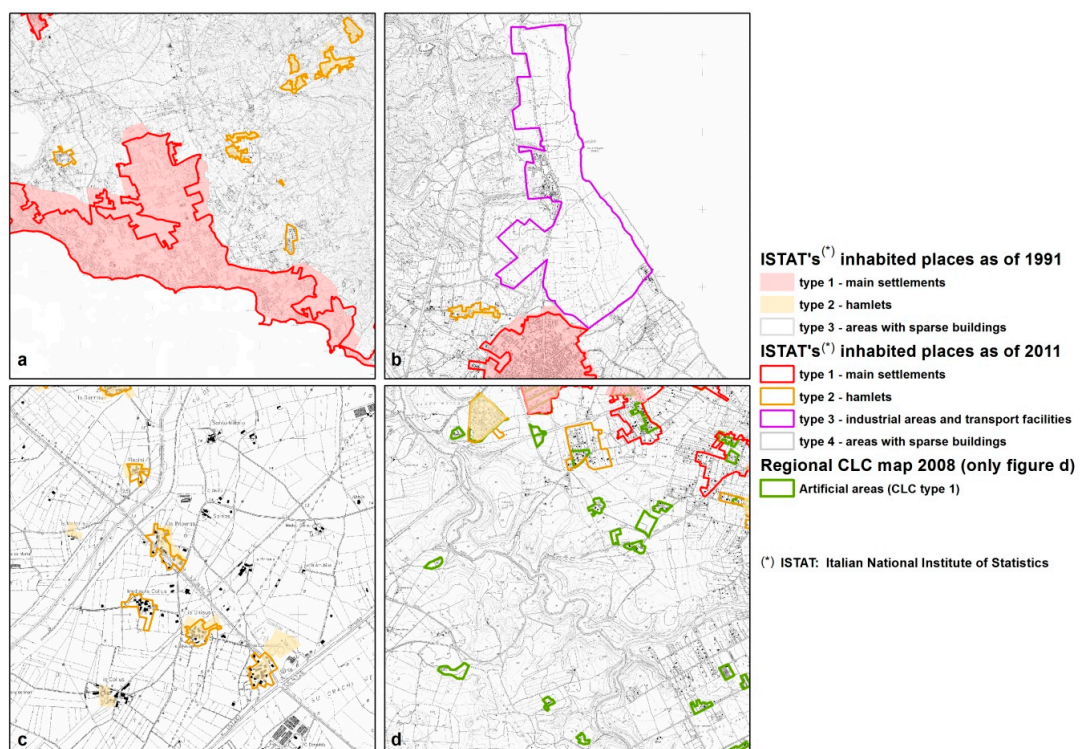 a
b
c
d
ISTAT's(*) inhabited places as of 1991
type 1 - main settlements
type 2 - hamlets
type 3 - areas with sparse buildings
ISTAT's(*) inhabited places as of 2011
type 1 - main settlements
type 2 - hamlets
type 3 - industrial areas and transport facilities
type 4 - areas with sparse buildings
Regional CLC map 2008 (only figure d)
Artificial areas (CLC type 1)
(*) ISTAT: Italian National Institute of Statistics